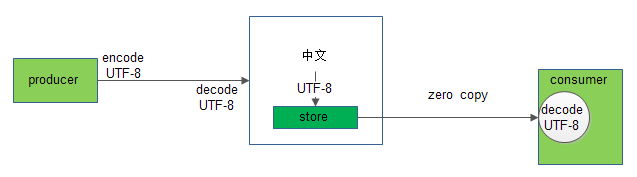 producer
encode
UTF-8
decode
UTF-8
中文
UTF-8
store
zero copy
consumer
decode
UTF-8